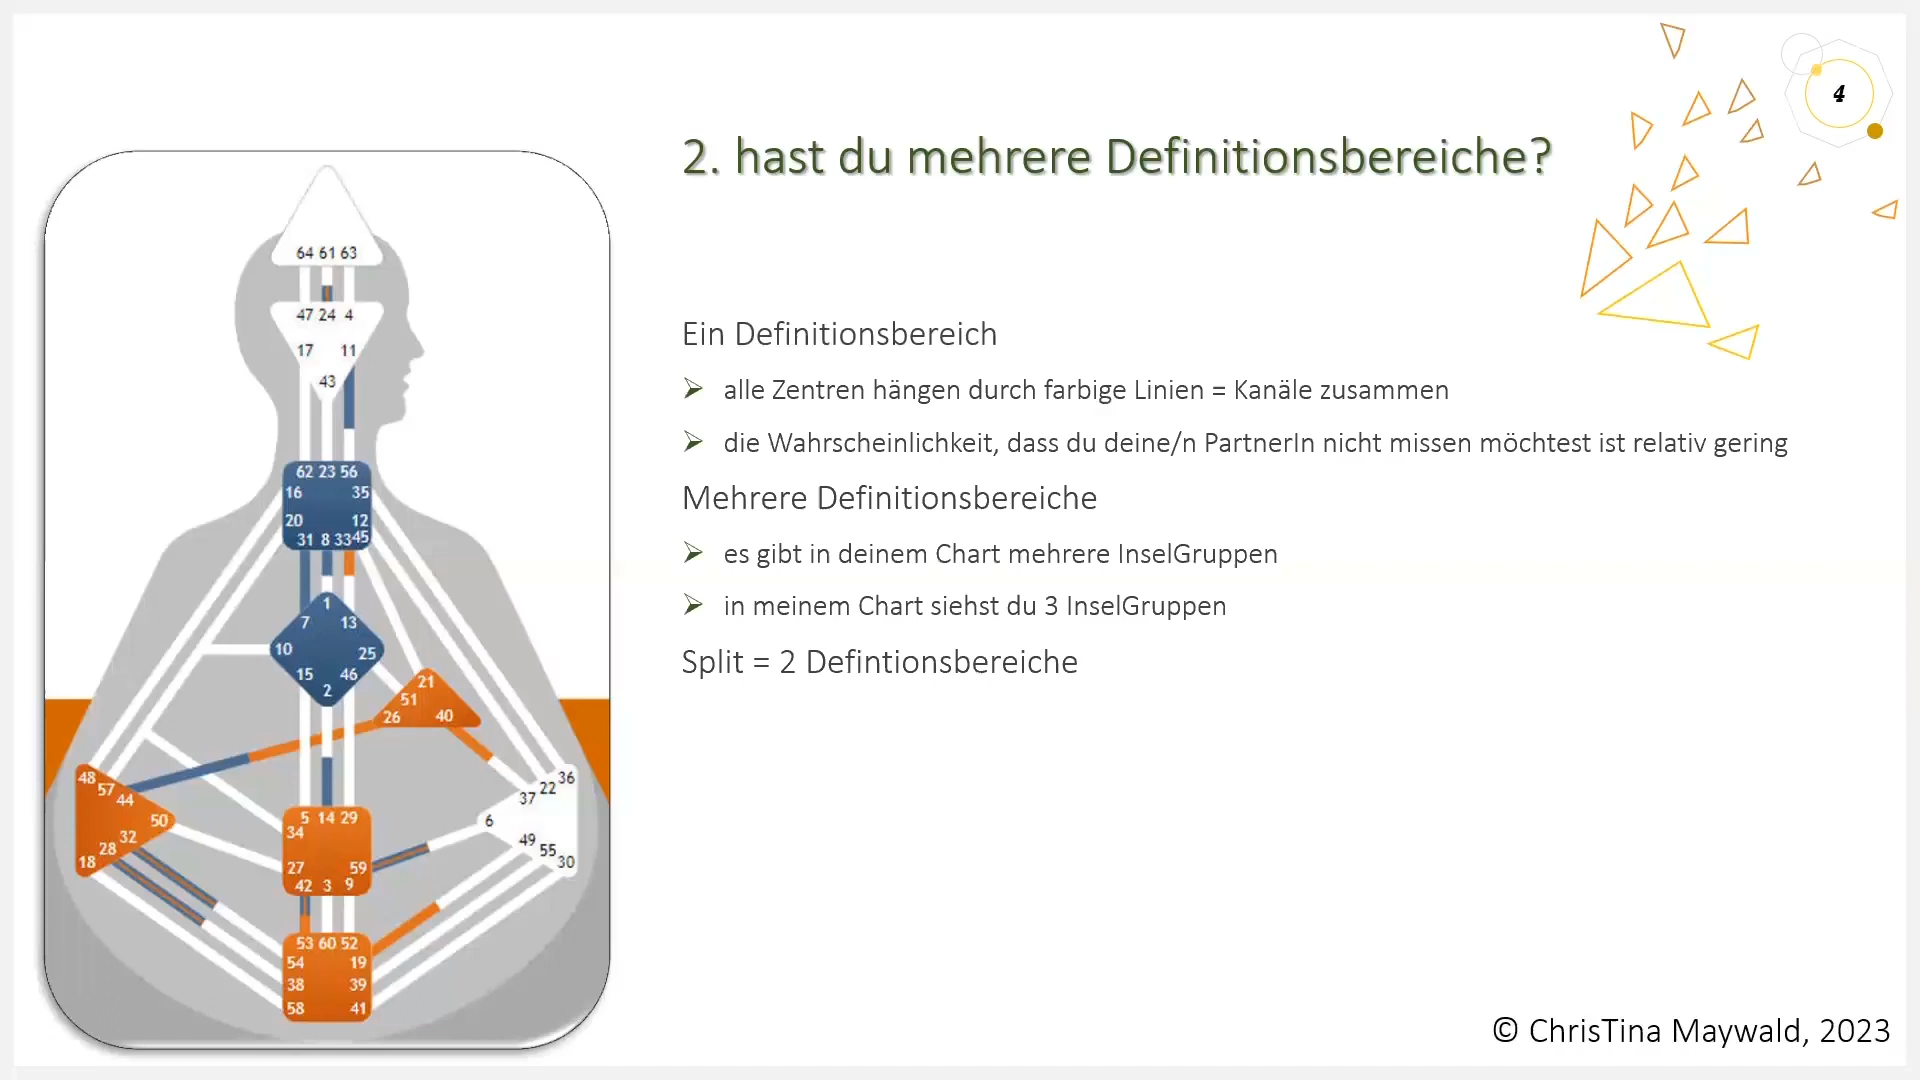 4
2. hast du mehrere Definitionsbereiche?
Ein Definitionsbereich
alle Zentren hängen durch farbige Linien = Kanäle zusammen
die Wahrscheinlichkeit, dass du deine/n PartnerIn nicht missen möchtest ist relativ gering
Mehrere Definitionsbereiche
es gibt in deinem Chart mehrere InselGruppen
in meinem Chart siehst du 3 InselGruppen
Split = 2 Defintionsbereiche
64 61 63
47 24 4
17 11
43
62 23 56
16 35
20 12
31 8 33 45
1
7 13
10 25
15 46
2
21
51
26 40
48
57
44
50
32
28
18
36
22
37
6
49
55
30
5 14 29
34
27 59
42 3 9
53 60 52
54 19
38 39
58 41
© ChrisTina Maywald, 2023